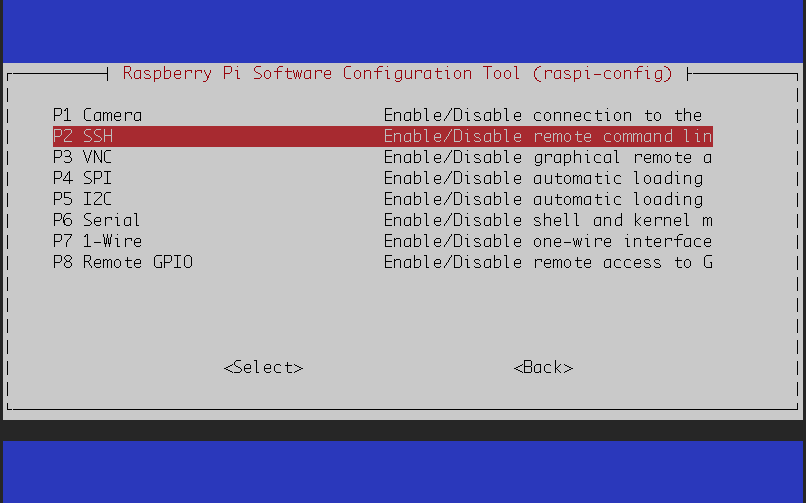 Raspberry Pi Software Configuration Tool (raspi-config)
P1 Camera Enable/Disable connection to the
P2 SSH Enable/Disable remote command lin
P3 VNC Enable/Disable graphical remote a
P4 SPI Enable/Disable automatic loading
P5 I2C Enable/Disable automatic loading
P6 Serial Enable/Disable shell and kernel m
P7 1-Wire Enable/Disable one-wire interface
P8 Remote GPIO Enable/Disable remote access to G
<Select> <Back>